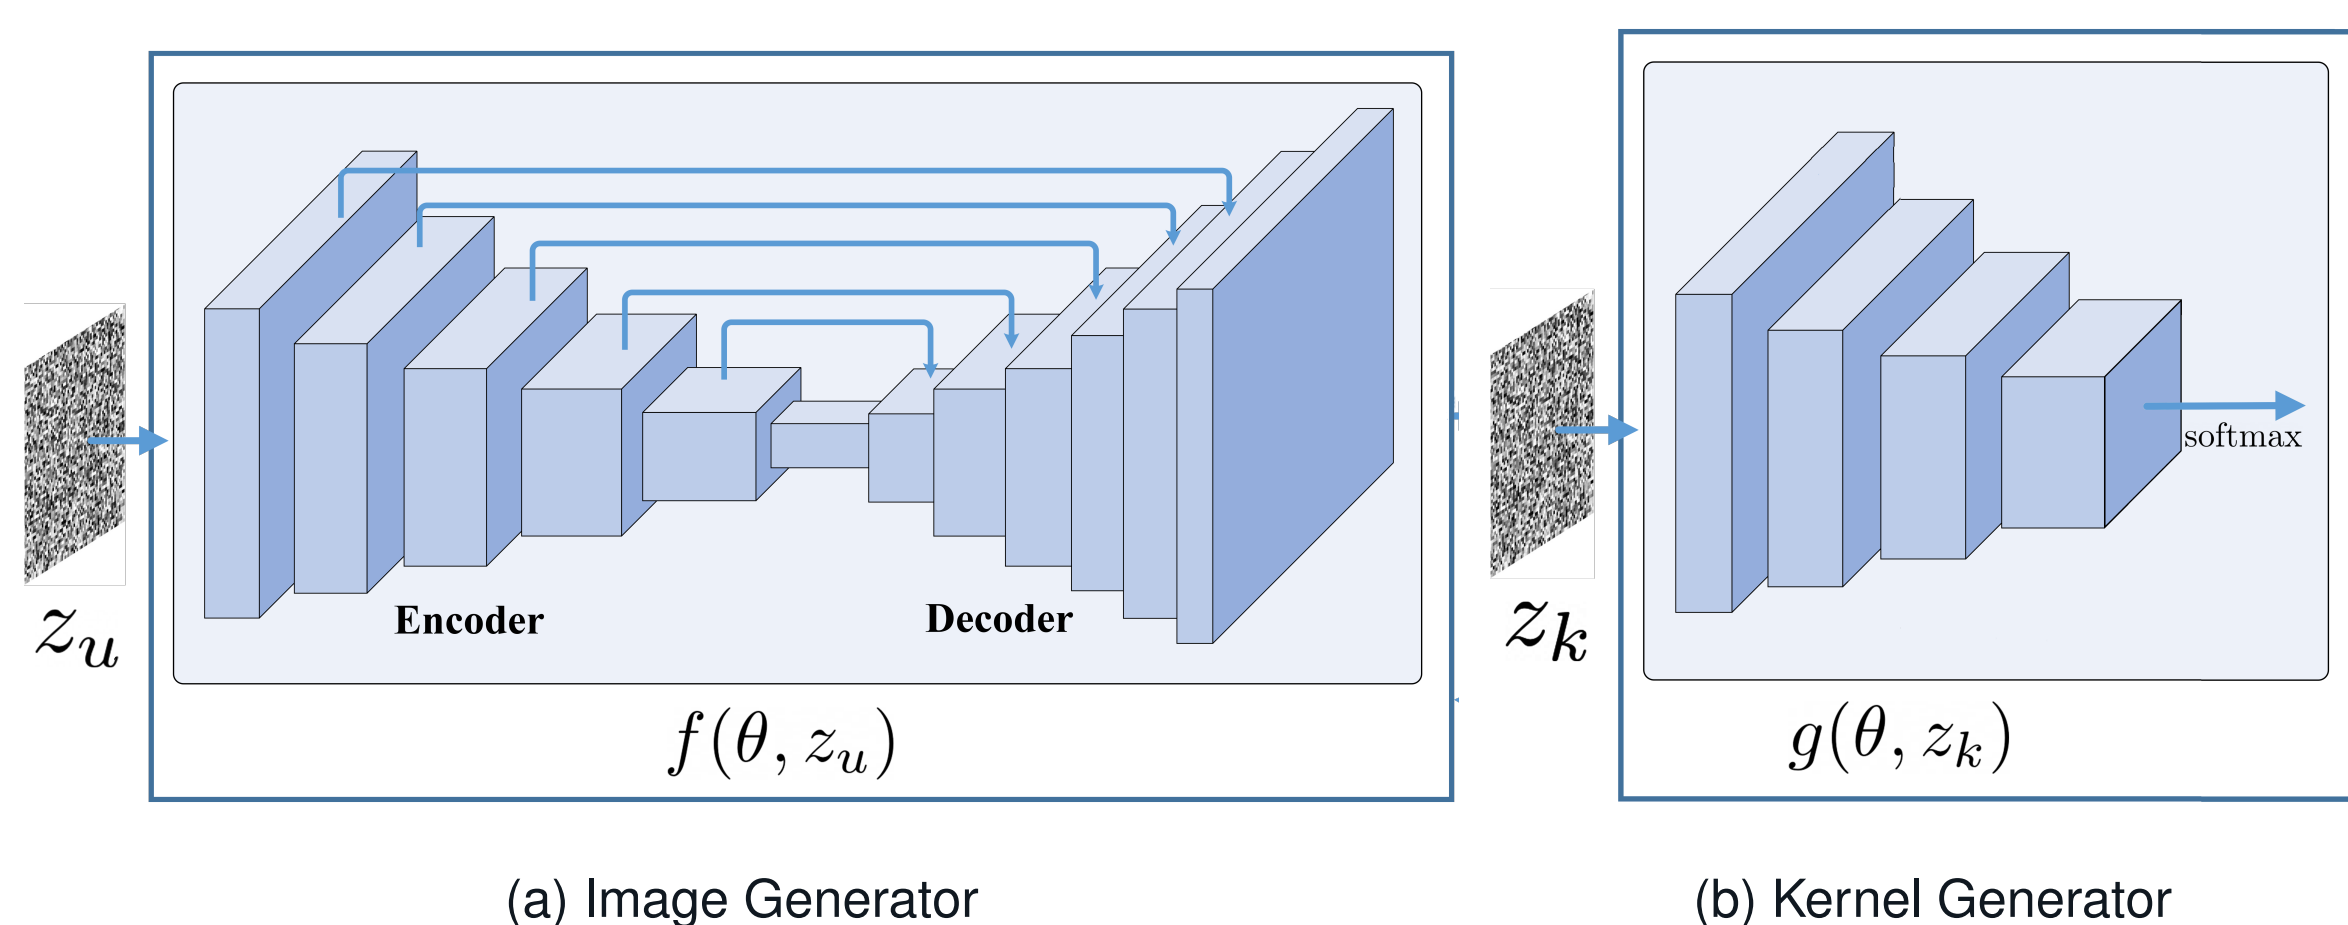 z_u
Encoder
Decoder
f(θ, z_u)
(a) Image Generator
z_k
softmax
g(θ, z_k)
(b) Kernel Generator